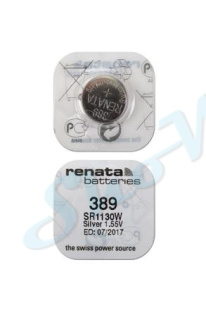 389
RENATA
renata
batteries
389
SR1130W
Silver 1.55V
ED: 07/2017
the swiss power source